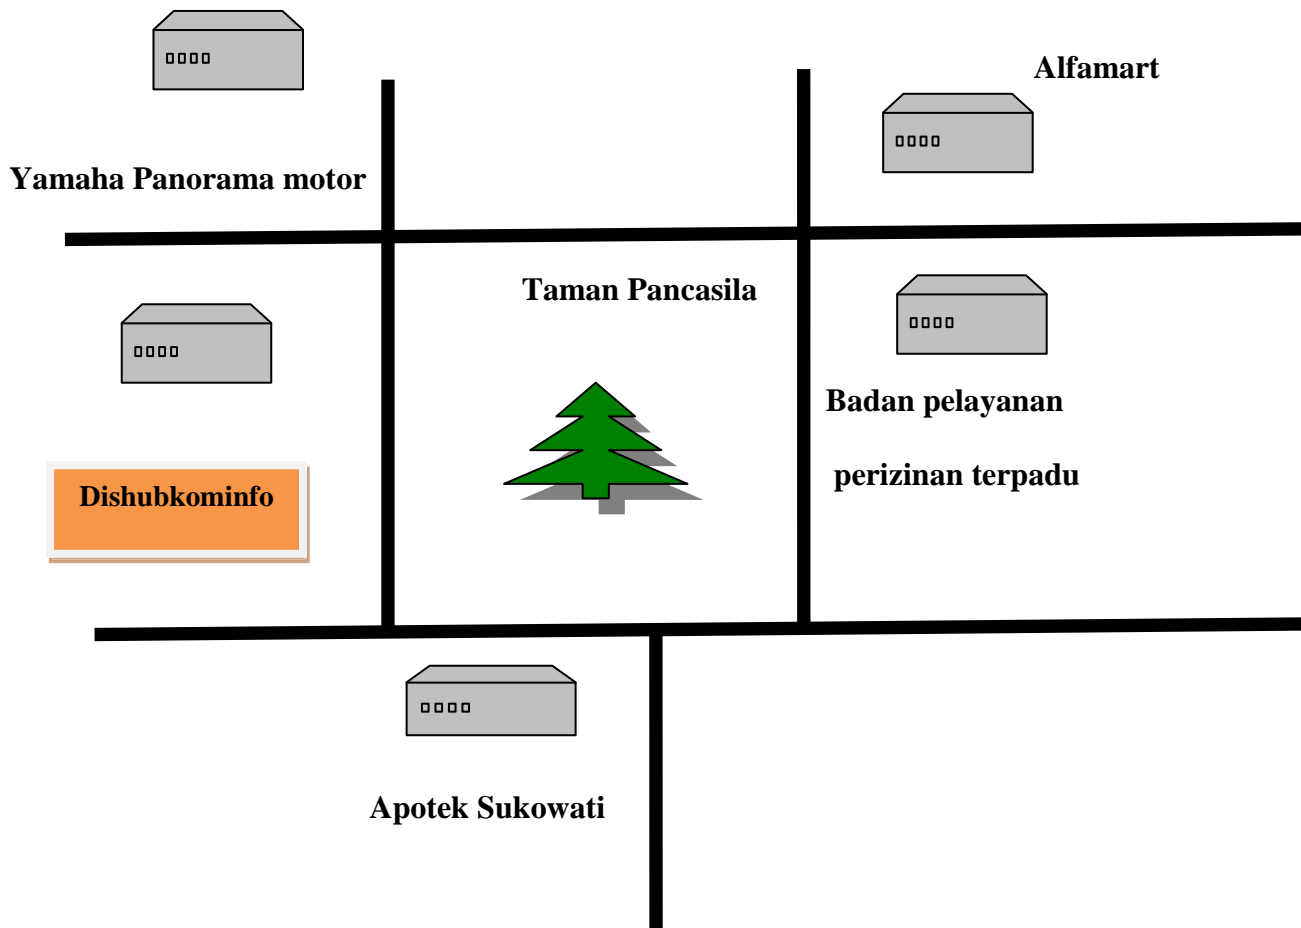 Alfamart
Yamaha Panorama motor
Taman Pancasila
Badan pelayanan
perizinan terpadu
Dishubkominfo
Apotek Sukowati